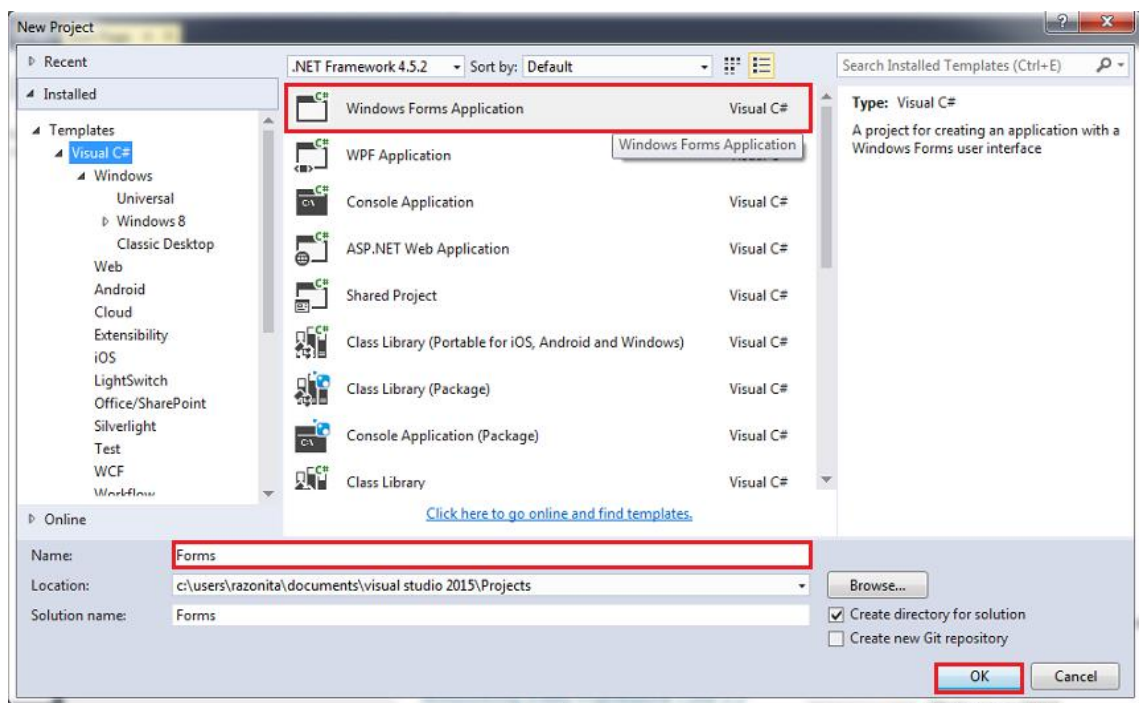 New Project
Recent
Installed
Templates
Visual C#
Windows
Universal
Windows 8
Classic Desktop
Web
Android
Cloud
Extensibility
iOS
LightSwitch
Office/SharePoint
Silverlight
Test
WCF
Workflow
Online
.NET Framework 4.5.2 Sort by: Default
Windows Forms Application Visual C#
Windows Forms Application
WPF Application
Console Application Visual C#
ASP.NET Web Application Visual C#
Shared Project Visual C#
Class Library (Portable for iOS, Android and Windows) Visual C#
Class Library (Package) Visual C#
Console Application (Package) Visual C#
Class Library Visual C#
Click here to go online and find templates.
Search Installed Templates (Ctrl+E)
Type: Visual C#
A project for creating an application with a
Windows Forms user interface
Name: Forms
Location: c:\users\razonita\documents\visual studio 2015\Projects
Browse...
Solution name: Forms
Create directory for solution
Create new Git repository
OK Cancel